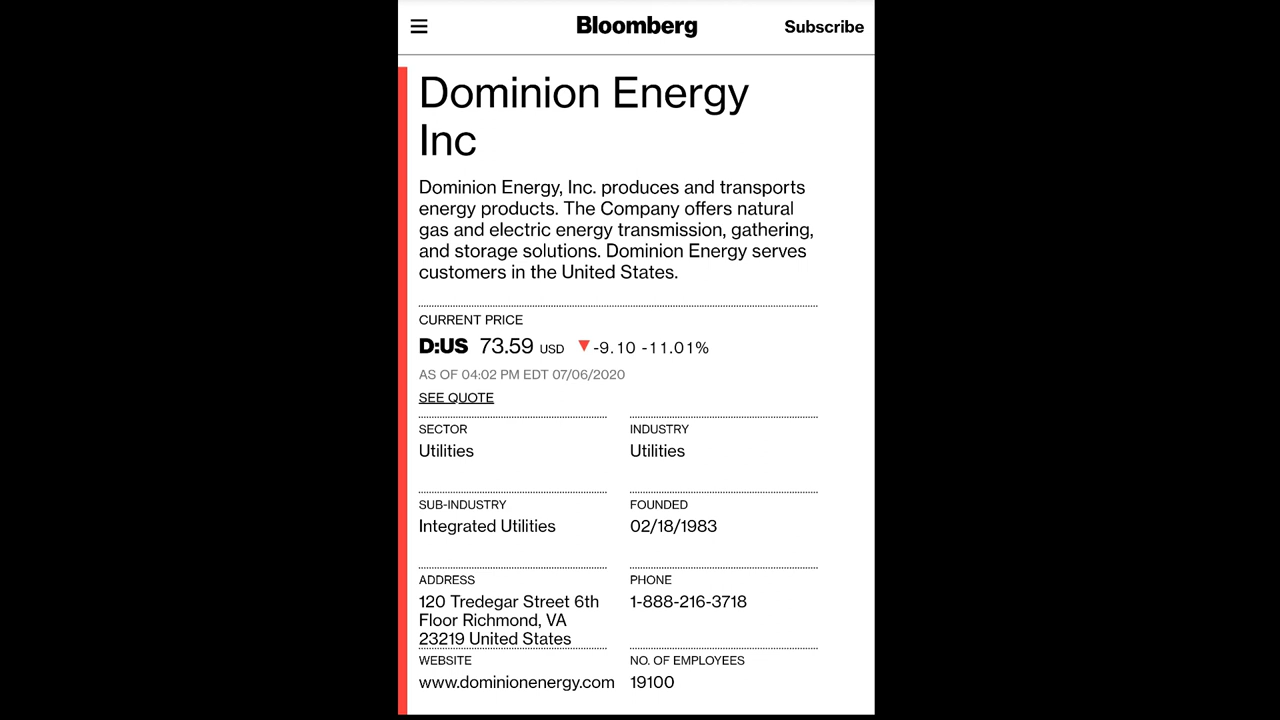 Bloomberg
Subscribe
Dominion Energy
Inc
Dominion Energy, Inc. produces and transports
energy products. The Company offers natural
gas and electric energy transmission, gathering,
and storage solutions. Dominion Energy serves
customers in the United States.
CURRENT PRICE
D:US 73.59 USD ▼-9.10 -11.01%
AS OF 04:02 PM EDT 07/06/2020
SEE QUOTE
SECTOR
Utilities
INDUSTRY
Utilities
SUB-INDUSTRY
Integrated Utilities
FOUNDED
02/18/1983
ADDRESS
120 Tredegar Street 6th
Floor Richmond, VA
23219 United States
PHONE
1-888-216-3718
WEBSITE
www.dominionenergy.com
NO. OF EMPLOYEES
19100